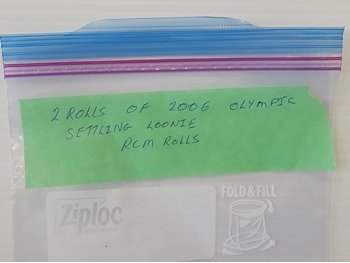 2 ROLLS OF 2006 OLYMPIC
SETTLING LOONIE
RCM ROLLS
Ziploc
FOLD & FILL